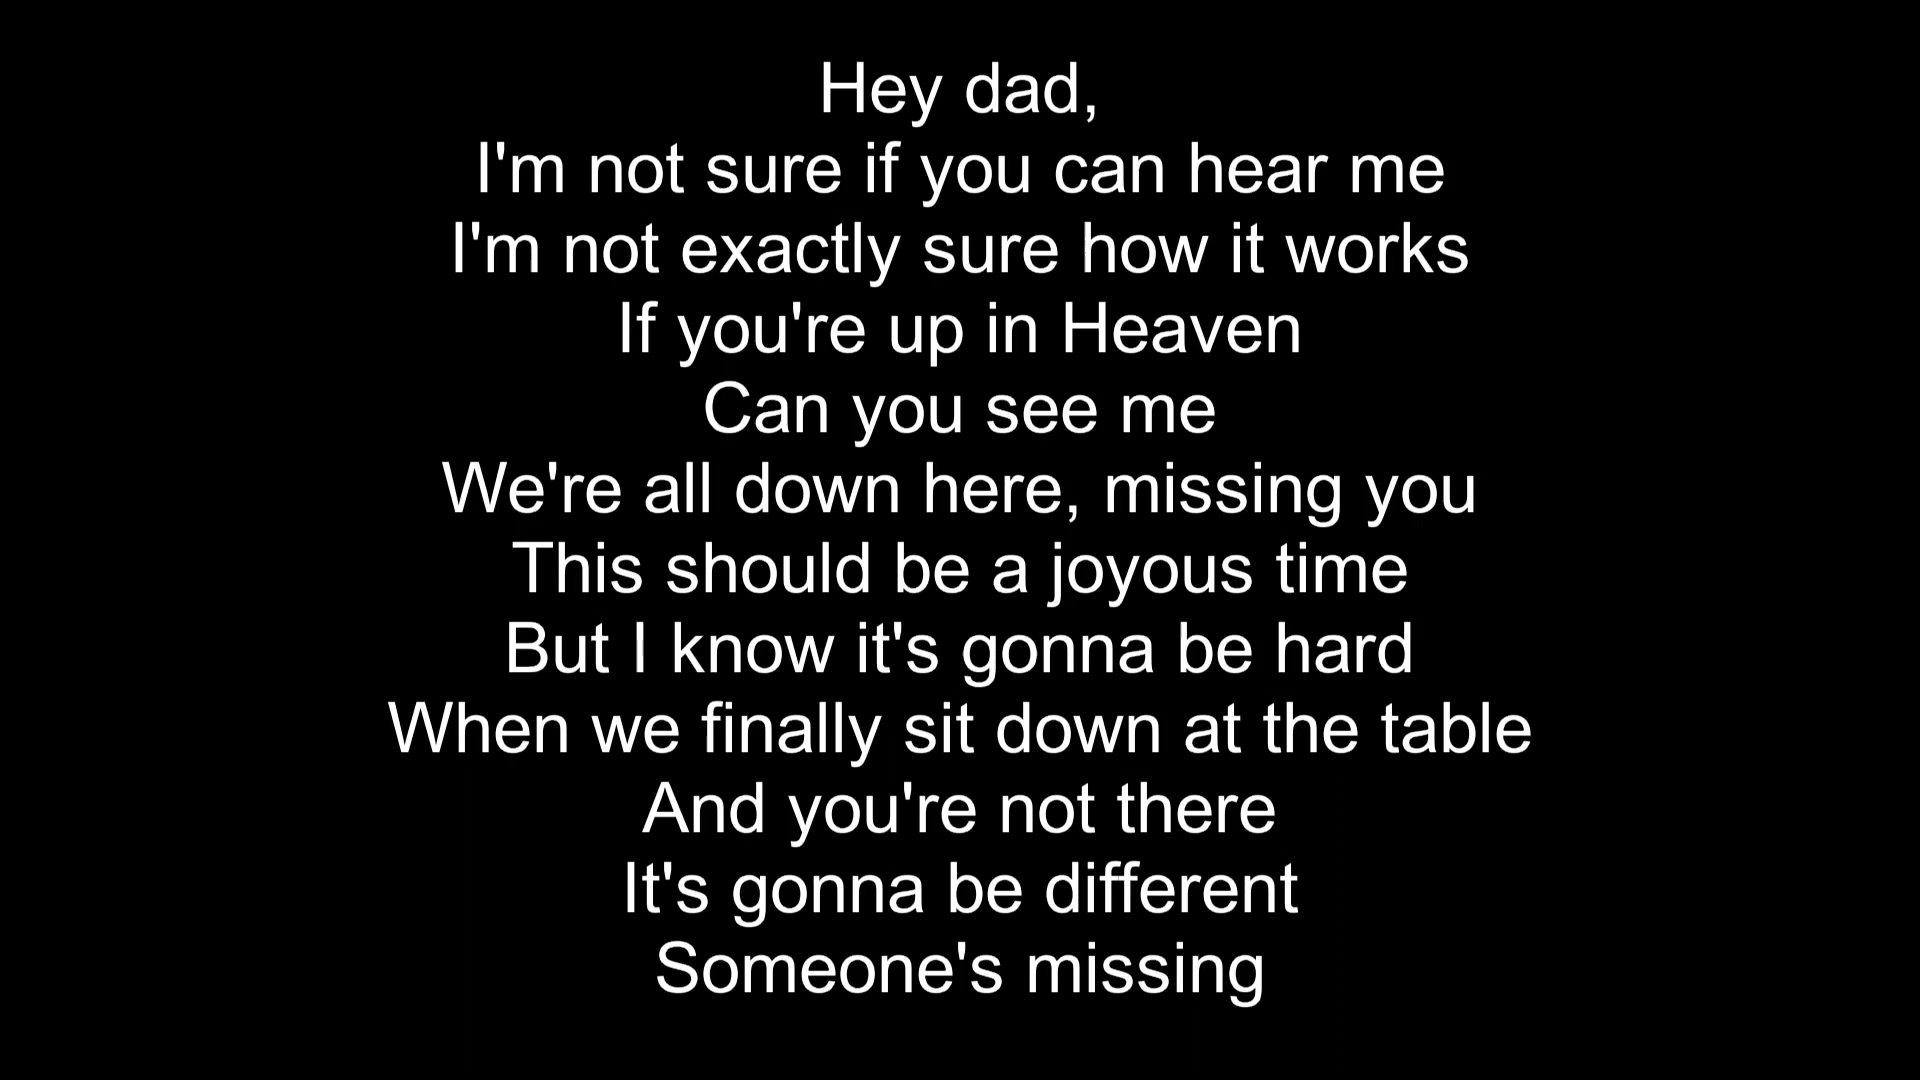 Hey dad,
I'm not sure if you can hear me
I'm not exactly sure how it works
If you're up in Heaven
Can you see me
We're all down here, missing you
This should be a joyous time
But I know it's gonna be hard
When we finally sit down at the table
And you're not there
It's gonna be different
Someone's missing